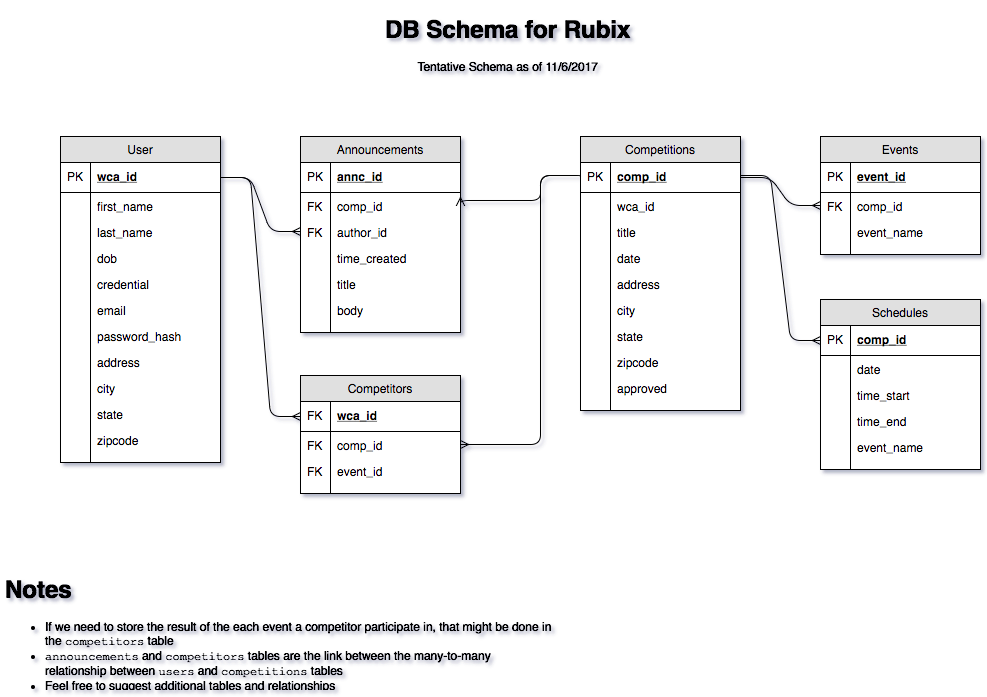 DB Schema for Rubix
Tentative Schema as of 11/6/2017
User
PK wca_id
first_name
last_name
dob
credential
email
password_hash
address
city
state
zipcode
Announcements
PK annc_id
FK comp_id
FK author_id
time_created
title
body
Competitors
FK wca_id
FK comp_id
FK event_id
Competitions
PK comp_id
wca_id
title
date
address
city
state
zipcode
approved
Events
PK event_id
FK comp_id
event_name
Schedules
PK comp_id
date
time_start
time_end
event_name
Notes
• If we need to store the result of the each event a competitor participate in, that might be done in
the competitors table
• announcements and competitors tables are the link between the many-to-many
relationship between users and competitions tables
• Feel free to suggest additional tables and relationships